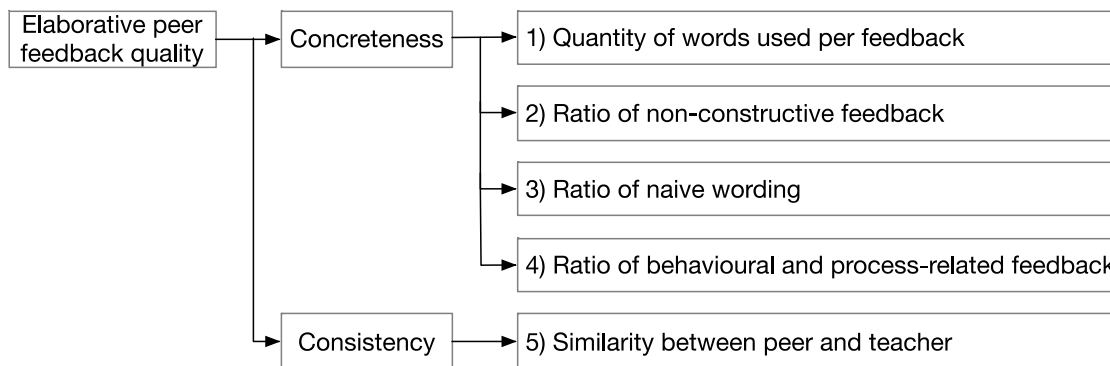 Elaborative peer
feedback quality
Concreteness
1) Quantity of words used per feedback
2) Ratio of non-constructive feedback
3) Ratio of naive wording
4) Ratio of behavioural and process-related feedback
Consistency
5) Similarity between peer and teacher